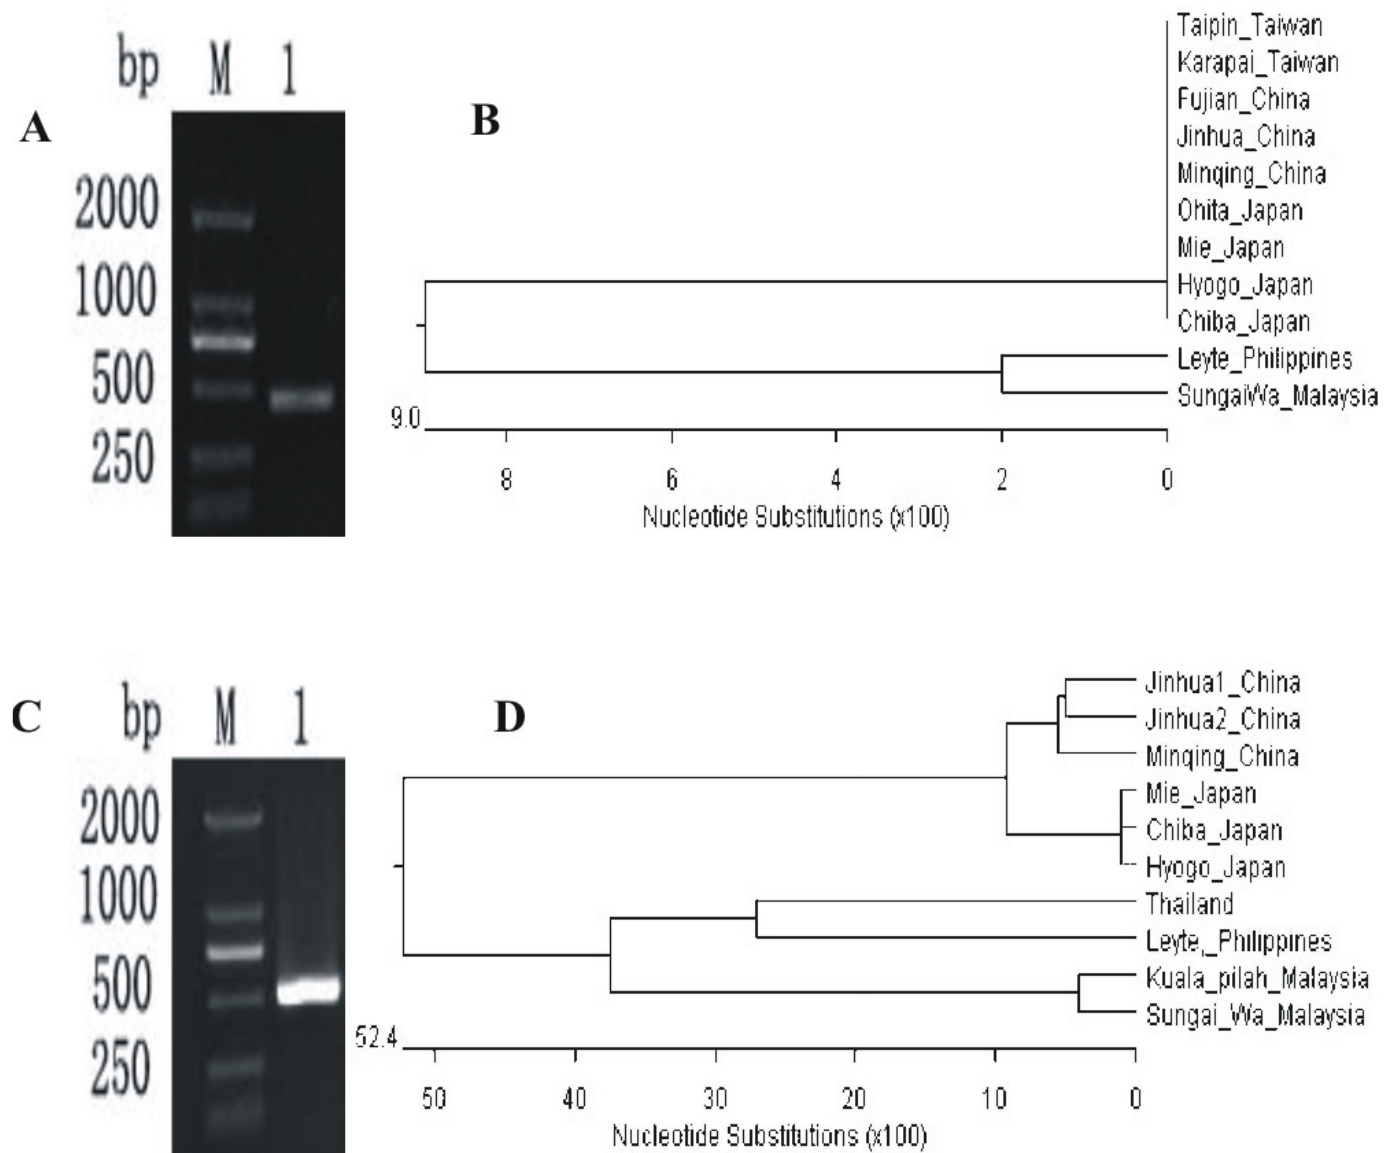 A
bp M 1
2000
1000
500
250
B
Taipin_Taiwan
Karapai_Taiwan
Fujian_China
Jinhua_China
Minqing_China
Ohita_Japan
Mie_Japan
Hyogo_Japan
Chiba_Japan
Leyte_Philippines
SungaiWa_Malaysia
9.0
8 6 4 2 0
Nucleotide Substitutions (x100)
C
bp M 1
2000
1000
500
250
D
Jinhua1_China
Jinhua2_China
Minqing_China
Mie_Japan
Chiba_Japan
Hyogo_Japan
Thailand
Leyte,_Philippines
Kuala_pilah_Malaysia
Sungai_Wa_Malaysia
52.4
50 40 30 20 10 0
Nucleotide Substitutions (x100)